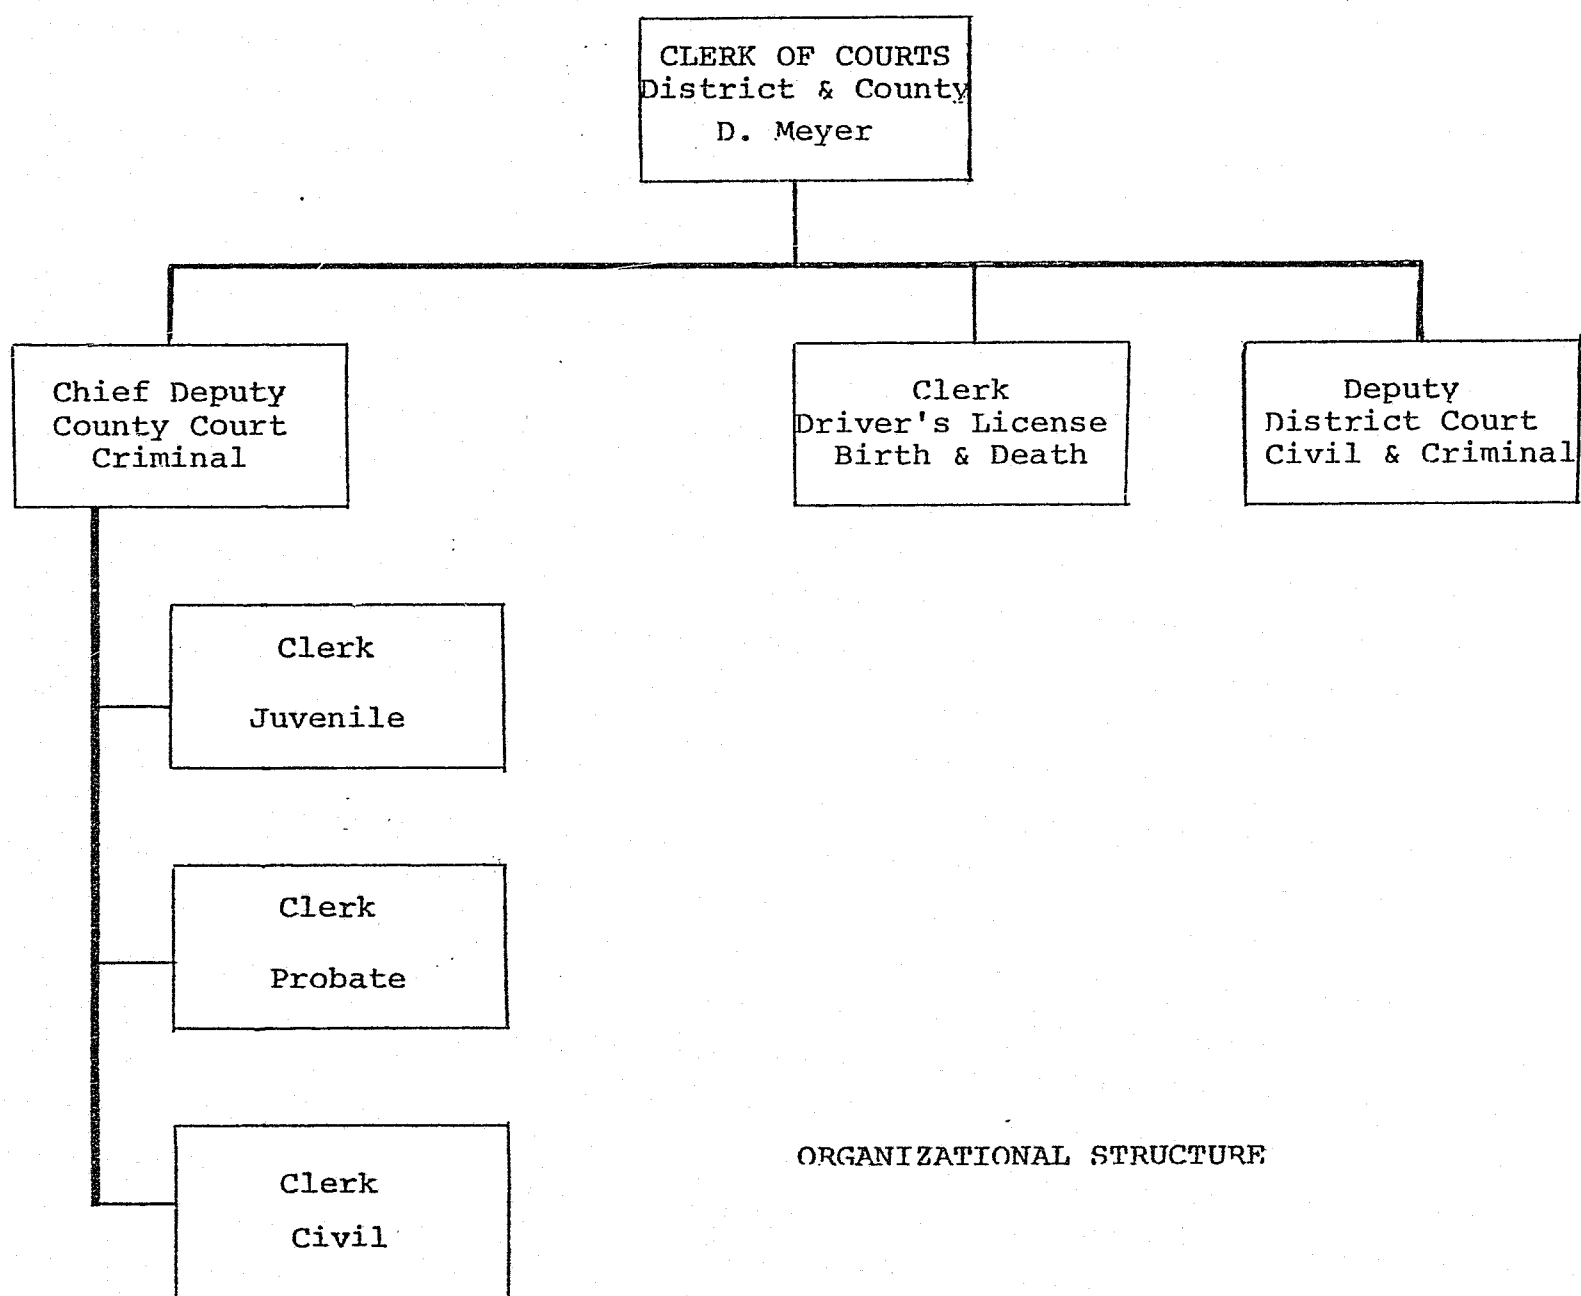 CLERK OF COURTS
District & County
D. Meyer
Chief Deputy
County Court
Criminal
Clerk
Driver's License
Birth & Death
Deputy
District Court
Civil & Criminal
Clerk
Juvenile
Clerk
Probate
Clerk
Civil
ORGANIZATIONAL STRUCTURE